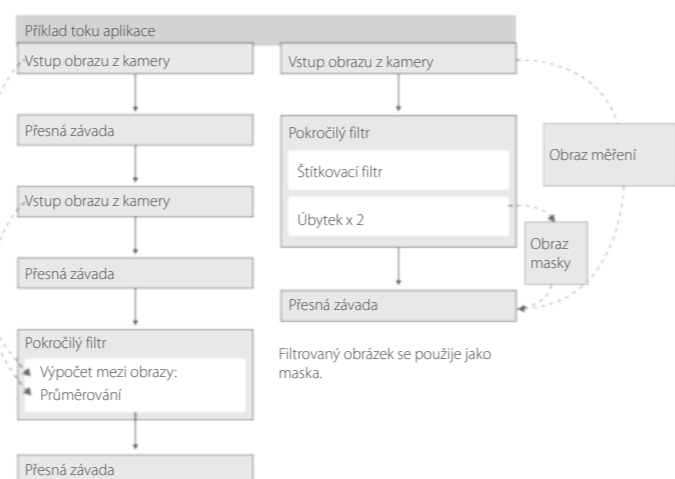 Příklad toku aplikace
Vstup obrazu z kamery
Přesná závada
Vstup obrazu z kamery
Přesná závada
Pokročilý filtr
Výpočet mezi obrazy:
Průměrování
Přesná závada
Vstup obrazu z kamery
Pokročilý filtr
Štítkovací filtr
Úbytek x 2
Obraz měření
Obraz
masky
Přesná závada
Filtrovaný obrázek se použije jako
maska.